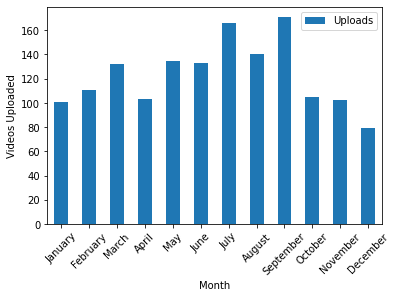 Uploads
160
140
120
100
80
60
40
20
0
Videos Uploaded
January
February
March
April
May
June
July
August
September
October
November
December
Month